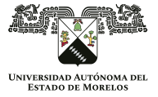 UNIVERSIDAD AUTÓNOMA DEL
ESTADO DE MORELOS